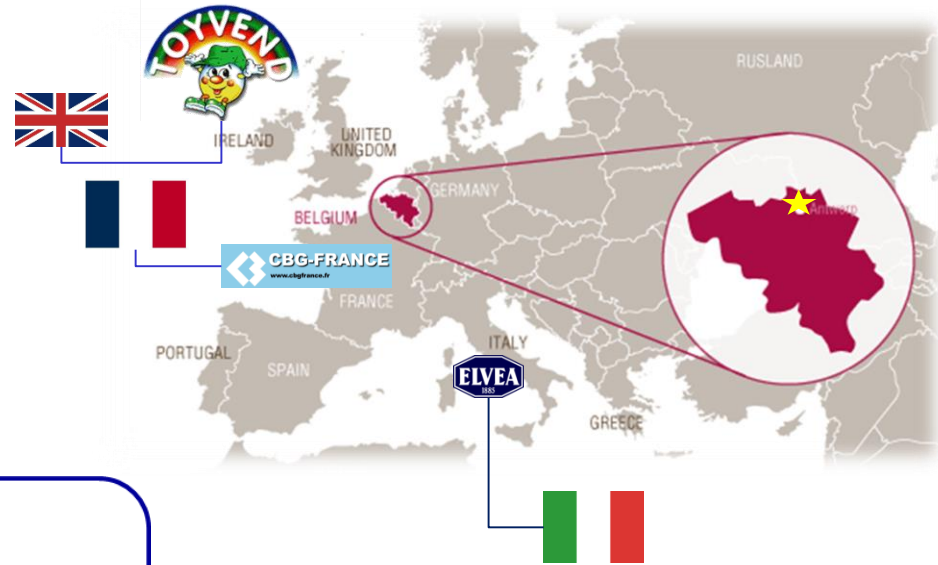 TOYVEND
RUSLAND
IRELAND
UNITED
KINGDOM
GERMANY
BELGIUM
Antwerp
CBG-FRANCE
www.cbgfrance.fr
FRANCE
ITALY
PORTUGAL
SPAIN
ELVEA
1885
GREECE